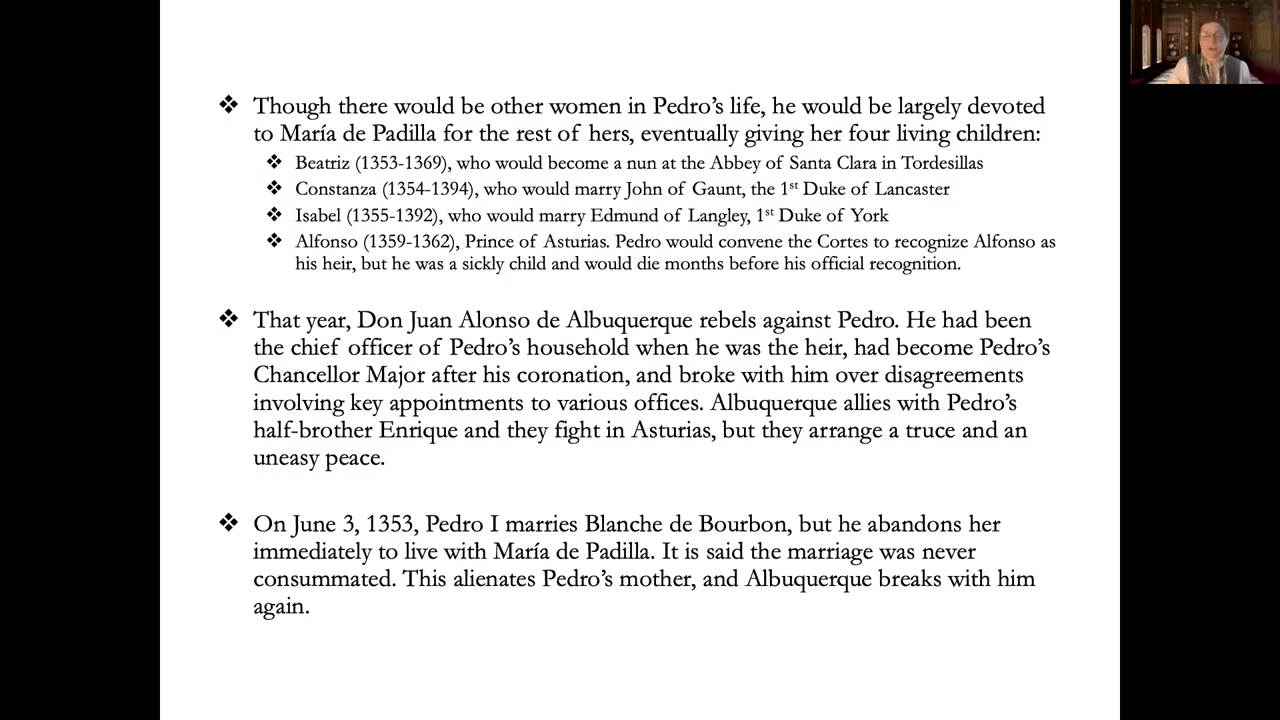 ❖ Though there would be other women in Pedro’s life, he would be largely devoted
to María de Padilla for the rest of hers, eventually giving her four living children:
❖ Beatriz (1353-1369), who would become a nun at the Abbey of Santa Clara in Tordesillas
❖ Constanza (1354-1394), who would marry John of Gaunt, the 1st Duke of Lancaster
❖ Isabel (1355-1392), who would marry Edmund of Langley, 1st Duke of York
❖ Alfonso (1359-1362), Prince of Asturias. Pedro would convene the Cortes to recognize Alfonso as
his heir, but he was a sickly child and would die months before his official recognition.
❖ That year, Don Juan Alonso de Albuquerque rebels against Pedro. He had been
the chief officer of Pedro’s household when he was the heir, had become Pedro’s
Chancellor Major after his coronation, and broke with him over disagreements
involving key appointments to various offices. Albuquerque allies with Pedro’s
half-brother Enrique and they fight in Asturias, but they arrange a truce and an
uneasy peace.
❖ On June 3, 1353, Pedro I marries Blanche de Bourbon, but he abandons her
immediately to live with María de Padilla. It is said the marriage was never
consummated. This alienates Pedro’s mother, and Albuquerque breaks with him
again.